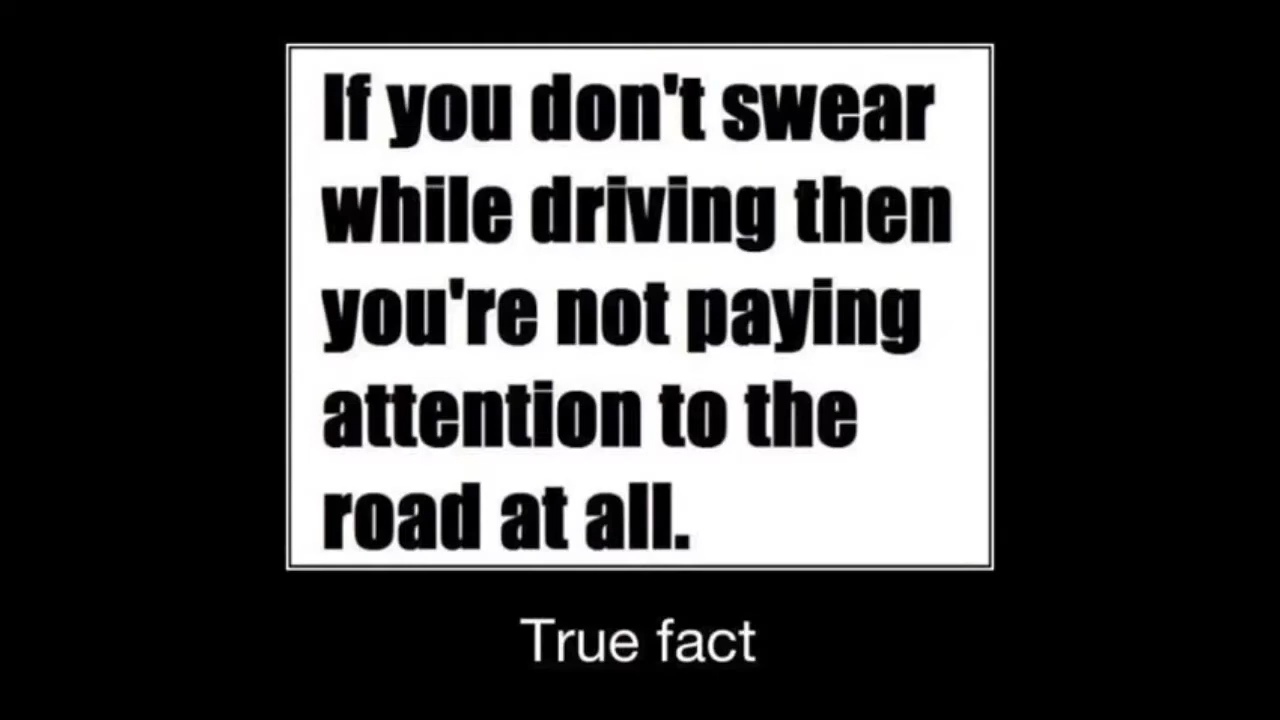 If you don't swear
while driving then
you're not paying
attention to the
road at all.
True fact